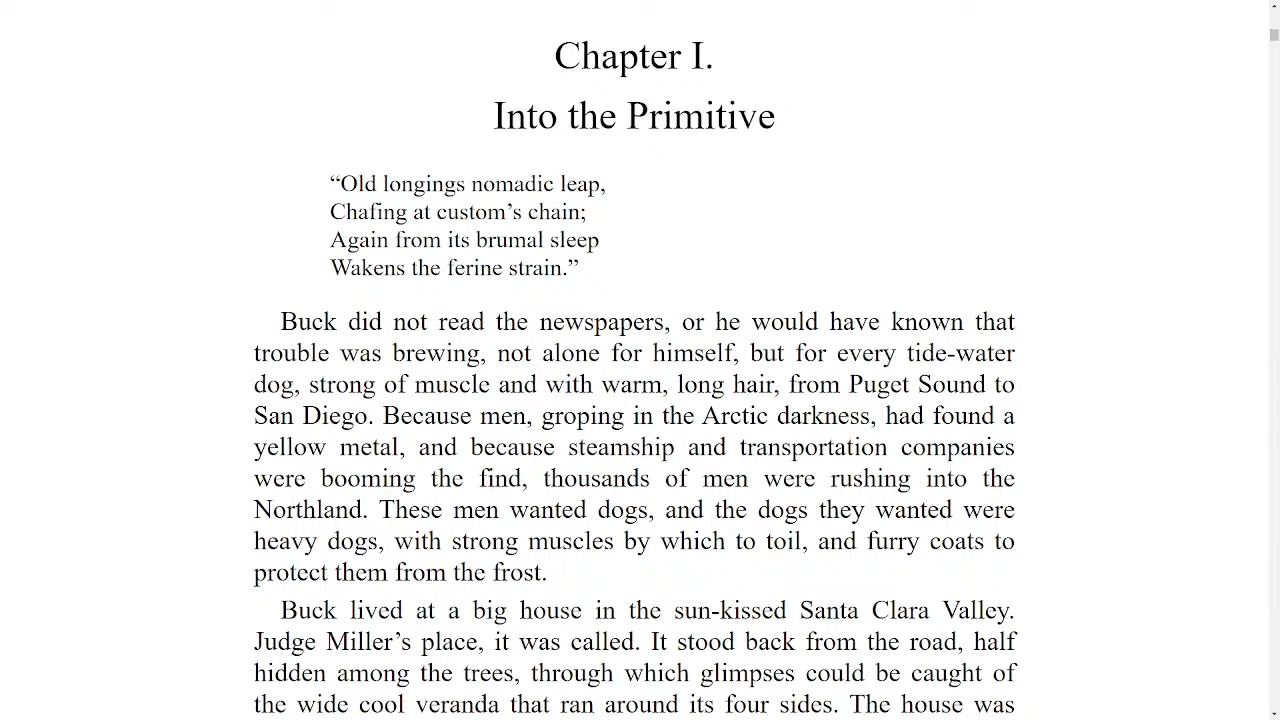 Chapter I.
Into the Primitive
“Old longings nomadic leap,
Chafing at custom’s chain;
Again from its brumal sleep
Wakens the ferine strain.”
Buck did not read the newspapers, or he would have known that
trouble was brewing, not alone for himself, but for every tide-water
dog, strong of muscle and with warm, long hair, from Puget Sound to
San Diego. Because men, groping in the Arctic darkness, had found a
yellow metal, and because steamship and transportation companies
were booming the find, thousands of men were rushing into the
Northland. These men wanted dogs, and the dogs they wanted were
heavy dogs, with strong muscles by which to toil, and furry coats to
protect them from the frost.
Buck lived at a big house in the sun-kissed Santa Clara Valley.
Judge Miller’s place, it was called. It stood back from the road, half
hidden among the trees, through which glimpses could be caught of
the wide cool veranda that ran around its four sides. The house was